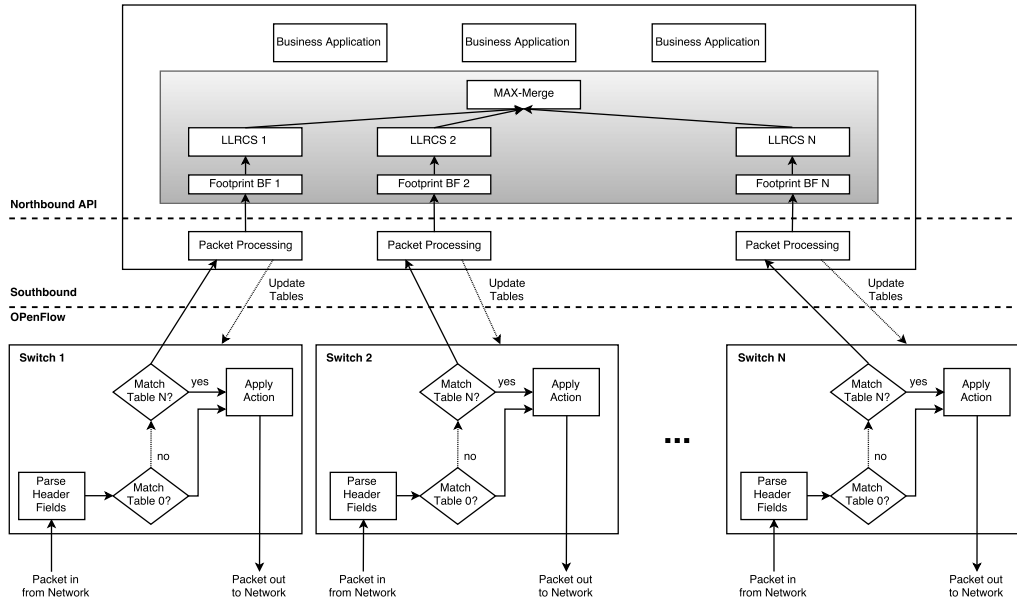 Business Application
Business Application
Business Application
MAX-Merge
LLRCS 1
LLRCS 2
LLRCS N
Footprint BF 1
Footprint BF 2
Footprint BF N
Northbound API
Packet Processing
Packet Processing
Packet Processing
Update
Tables
Update
Tables
Update
Tables
Southbound
OPenFlow
Switch 1
Match
Table N?
yes
Apply
Action
no
Parse
Header
Fields
Match
Table 0?
Packet in
from Network
Packet out
to Network
Switch 2
Match
Table N?
yes
Apply
Action
no
Parse
Header
Fields
Match
Table 0?
Packet in
from Network
Packet out
to Network
...
Switch N
Match
Table N?
yes
Apply
Action
no
Parse
Header
Fields
Match
Table 0?
Packet in
from Network
Packet out
to Network